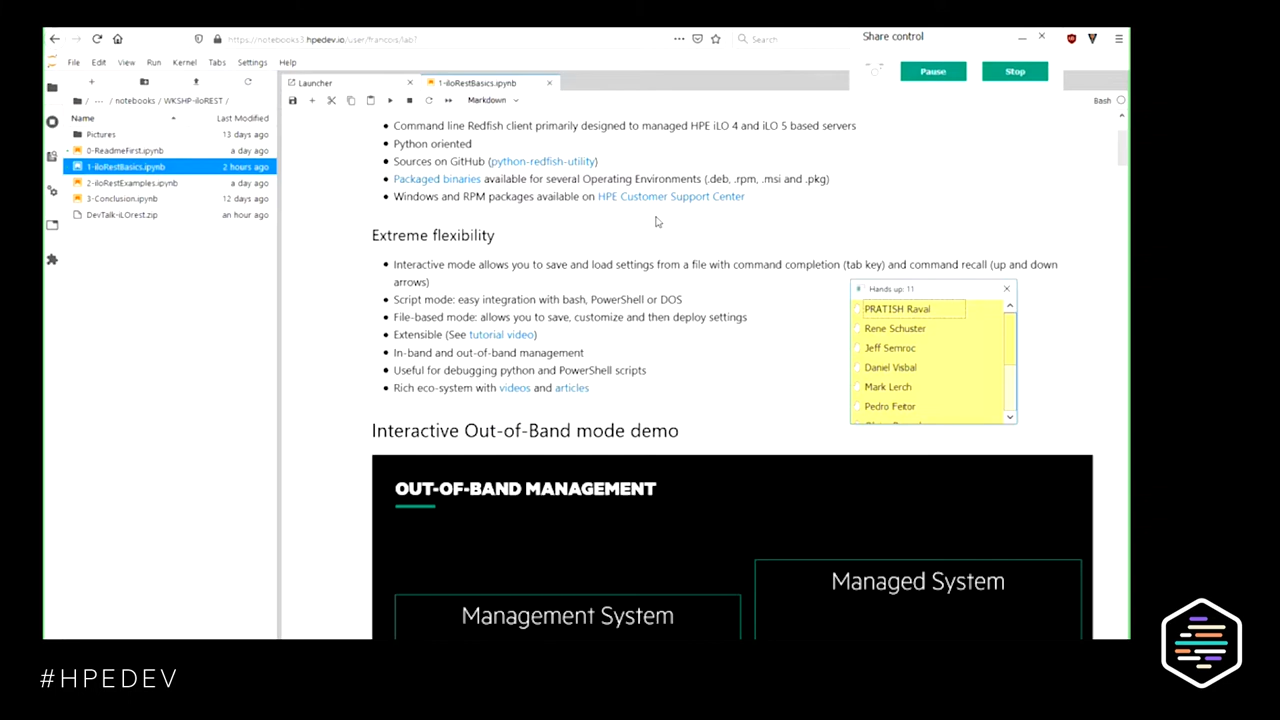 https://notebooks3.hpedev.io/user/francois/lab?
Search
Share control
File Edit View Run Kernel Tabs Settings Help
Launcher
1-iloRestBasics.ipynb
Pause
Stop
Markdown
Bash
/ ··· / notebooks / WKSHP-iloREST /
Name
Last Modified
Pictures
13 days ago
0-ReadmeFirst.ipynb
a day ago
1-iloRestBasics.ipynb
2 hours ago
2-iloRestExamples.ipynb
a day ago
3-Conclusion.ipynb
12 days ago
DevTalk-iLOrest.zip
an hour ago
Command line Redfish client primarily designed to managed HPE iLO 4 and iLO 5 based servers
Python oriented
Sources on GitHub (python-redfish-utility)
Packaged binaries available for several Operating Environments (.deb, .rpm, .msi and .pkg)
Windows and RPM packages available on HPE Customer Support Center
Extreme flexibility
Interactive mode allows you to save and load settings from a file with command completion (tab key) and command recall (up and down
arrows)
Script mode: easy integration with bash, PowerShell or DOS
File-based mode: allows you to save, customize and then deploy settings
Extensible (See tutorial video)
In-band and out-of-band management
Useful for debugging python and PowerShell scripts
Rich eco-system with videos and articles
Hands up: 11
PRATISH Raval
Rene Schuster
Jeff Semroc
Daniel Visbal
Mark Lerch
Pedro
Interactive Out-of-Band mode demo
OUT-OF-BAND MANAGEMENT
Management System
Managed System
#HPEDEV